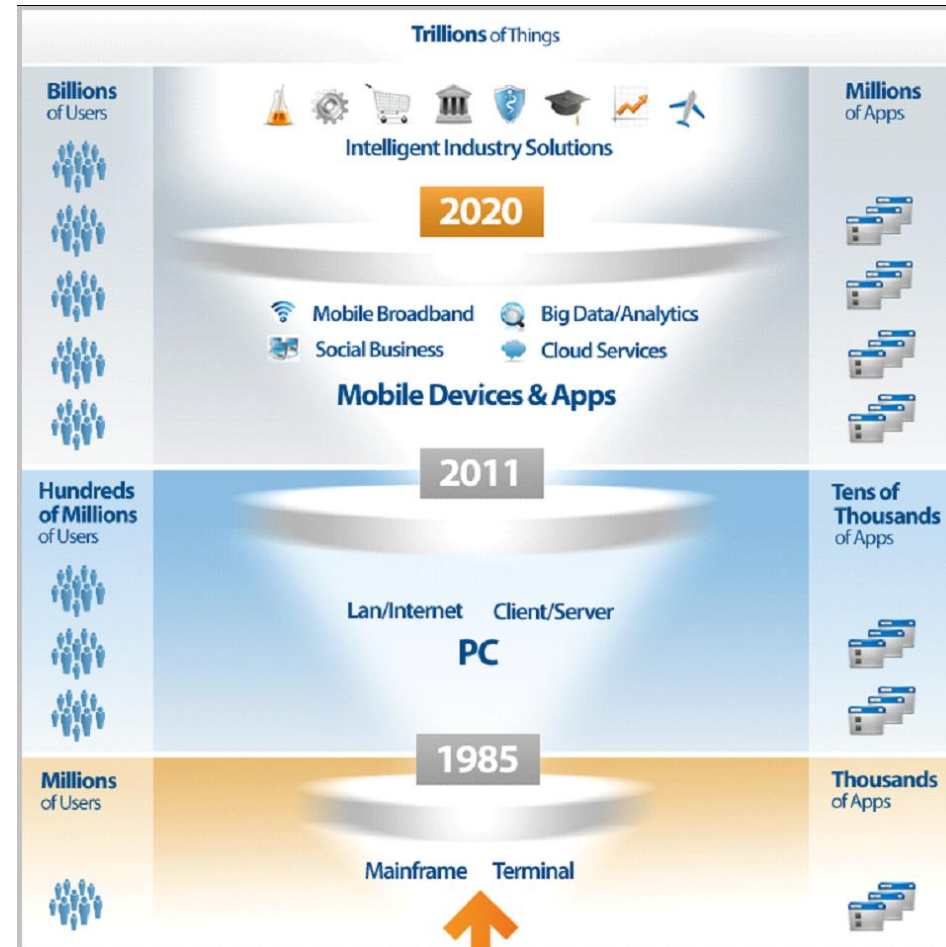 Trillions of Things
Billions
of Users
Millions
of Apps
Intelligent Industry Solutions
2020
Mobile Broadband
Big Data/Analytics
Social Business
Cloud Services
Mobile Devices & Apps
2011
Hundreds
of Millions
of Users
Tens of
Thousands
of Apps
Lan/Internet
Client/Server
PC
1985
Millions
of Users
Thousands
of Apps
Mainframe
Terminal